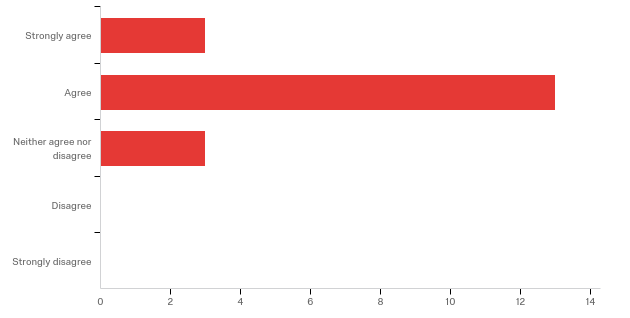 Strongly agree
Agree
Neither agree nor
disagree
Disagree
Strongly disagree
0 2 4 6 8 10 12 14